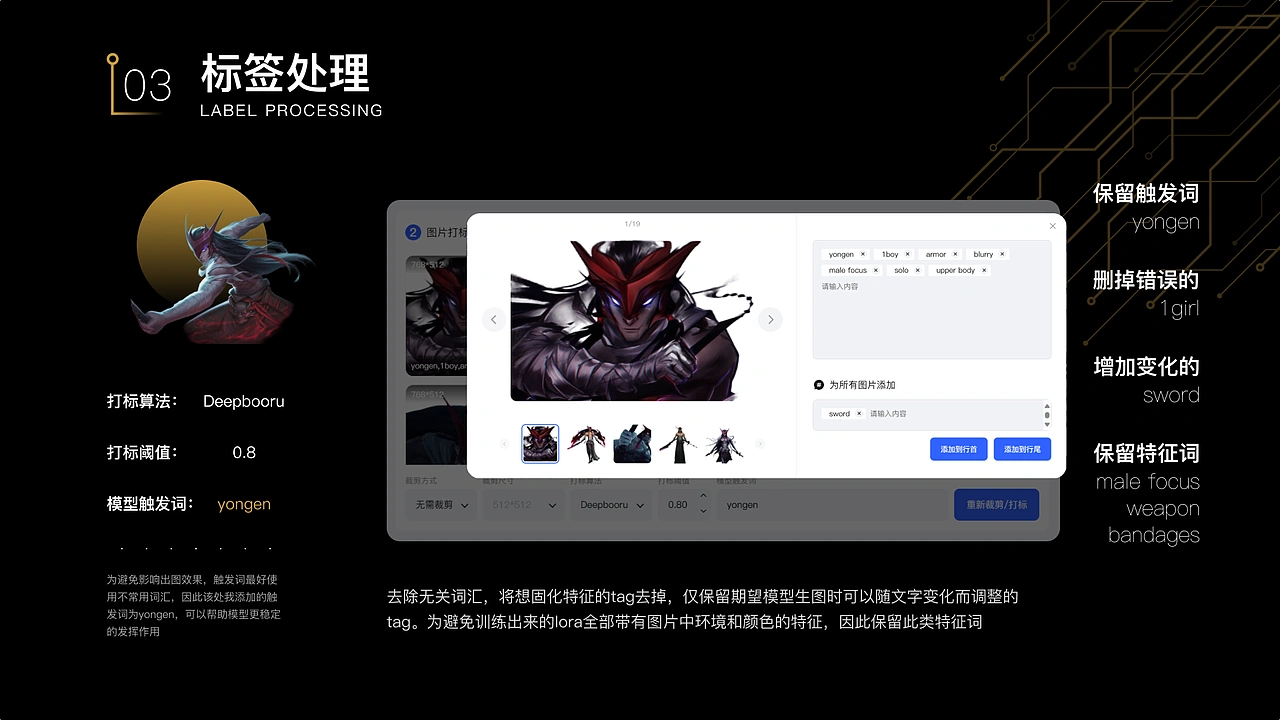 03
标签处理
LABEL PROCESSING
打标算法： Deepbooru
打标阈值： 0.8
模型触发词： yongen
为避免影响出图效果，触发词最好使
用不常用词汇，因此该处我添加的触
发词为yongen，可以帮助模型更稳定
的发挥作用
2 图片打标
768*512
yongen,1boy,ar
768*512
1/19
yongen × 1boy × armor × blurry ×
male focus × solo × upper body ×
请输入内容
为所有图片添加
sword × 请输入内容
添加到行首 添加到行尾
裁剪方式 裁剪尺寸 打标算法 打标阈值 模型触发词
无需裁剪 512*512 Deepbooru 0.80 yongen 重新裁剪/打标
去除无关词汇，将想固化特征的tag去掉，仅保留期望模型生图时可以随文字变化而调整的
tag。为避免训练出来的lora全部带有图片中环境和颜色的特征，因此保留此类特征词
保留触发词
yongen
删掉错误的
1girl
增加变化的
sword
保留特征词
male focus
weapon
bandages